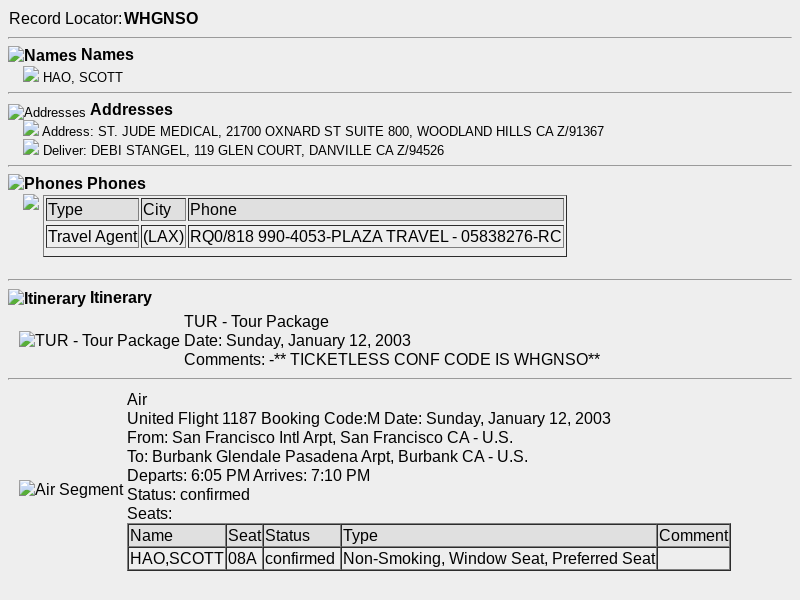 Record Locator: WHGNSO
Names Names
HAO, SCOTT
Addresses Addresses
Address: ST. JUDE MEDICAL, 21700 OXNARD ST SUITE 800, WOODLAND HILLS CA Z/91367
Deliver: DEBI STANGEL, 119 GLEN COURT, DANVILLE CA Z/94526
Phones Phones
Type City Phone
Travel Agent (LAX) RQ0/818 990-4053-PLAZA TRAVEL - 05838276-RC
Itinerary Itinerary
TUR - Tour Package
TUR - Tour Package Date: Sunday, January 12, 2003
Comments: -** TICKETLESS CONF CODE IS WHGNSO**
Air
United Flight 1187 Booking Code:M Date: Sunday, January 12, 2003
From: San Francisco Intl Arpt, San Francisco CA - U.S.
To: Burbank Glendale Pasadena Arpt, Burbank CA - U.S.
Departs: 6:05 PM Arrives: 7:10 PM
Air Segment Status: confirmed
Seats:
Name Seat Status Type Comment
HAO,SCOTT 08A confirmed Non-Smoking, Window Seat, Preferred Seat